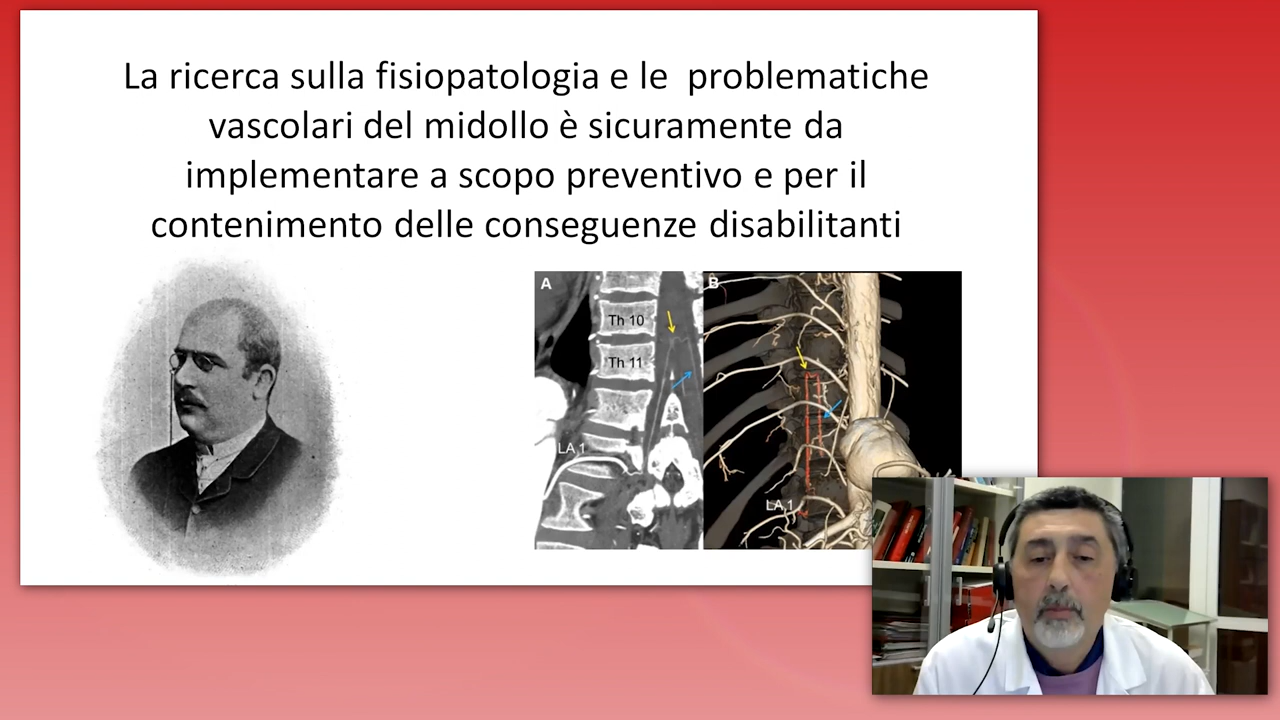 La ricerca sulla fisiopatologia e le problematiche
vascolari del midollo è sicuramente da
implementare a scopo preventivo e per il
contenimento delle conseguenze disabilitanti
A
B
Th 10
Th 11
LA 1
LA 1